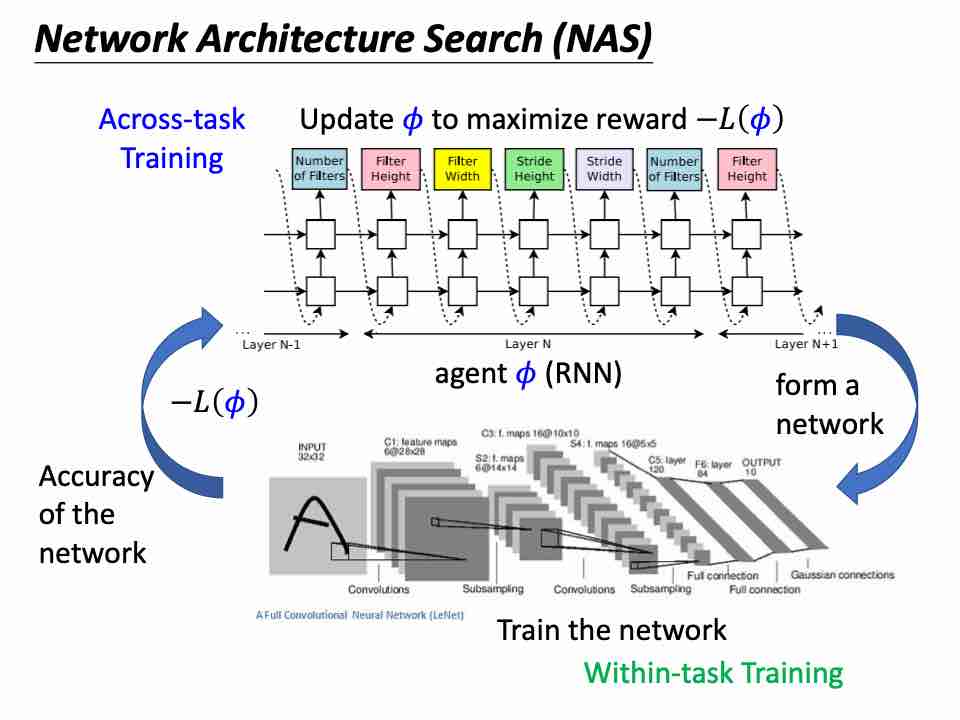 Network Architecture Search (NAS)
Across-task
Training
Update ϕ to maximize reward −L(ϕ)
Number
of Filters
Filter
Height
Filter
Width
Stride
Height
Stride
Width
Number
of Filters
Filter
Height
...
Layer N-1
Layer N
...
Layer N+1
agent ϕ (RNN)
form a
network
−L(ϕ)
Accuracy
of the
network
INPUT
32x32
C1: feature maps
6@28x28
S2: f. maps
6@14x14
C3: f. maps 16@10x10
S4: f. maps 16@5x5
C5: layer
120
F6: layer
84
OUTPUT
10
Convolutions
Subsampling
Convolutions
Subsampling
Full connection
Full connection
Gaussian connections
A Full Convolutional Neural Network (LeNet)
Train the network
Within-task Training